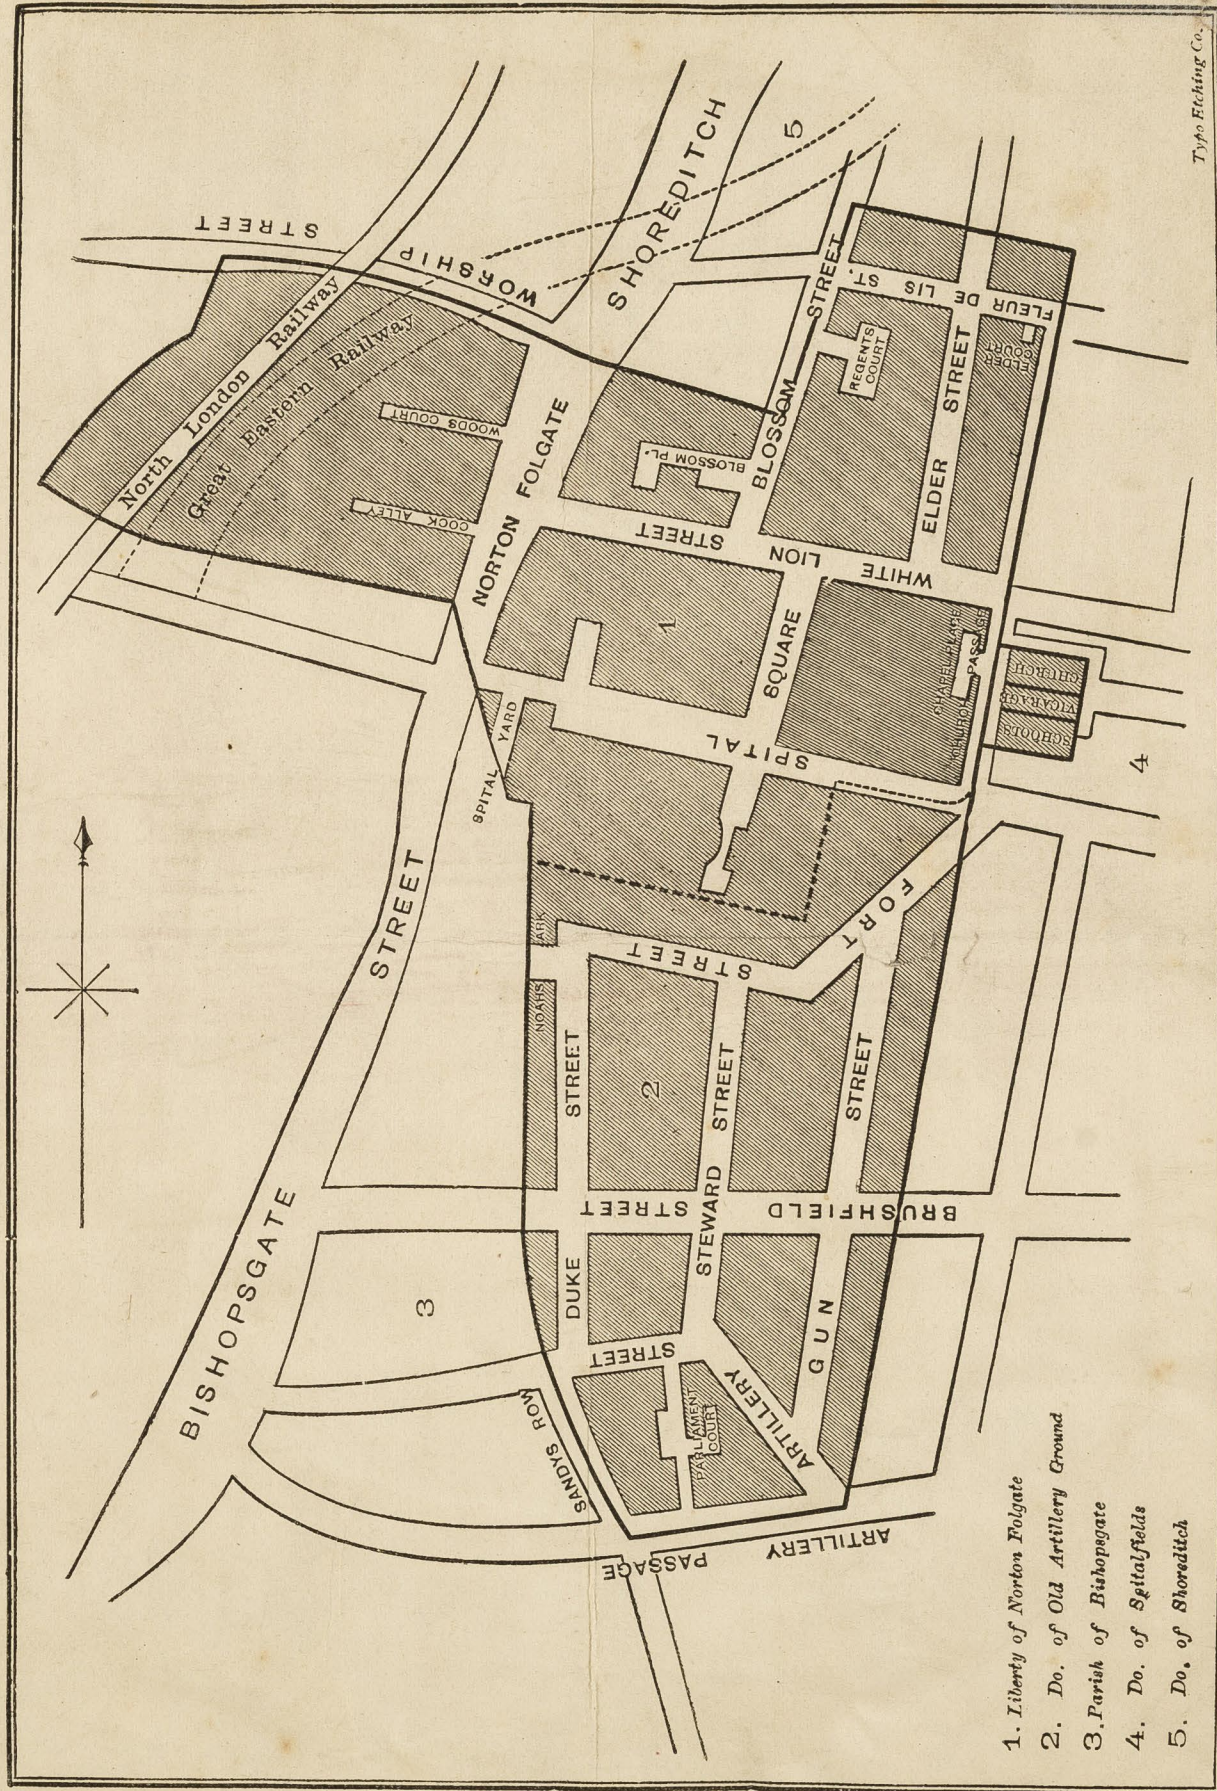 Typo Etching Co.
WORSHIP STREET
SHOREDITCH
5
North London Railway
Great Eastern Railway
WOODS COURT
COCK ALLEY
NORTON FOLGATE
BLOSSOM PL.
BLOSSOM STREET
FLEUR DE LIS ST.
REGENTS
COURT
ELDER
COURT
ELDER STREET
WHITE LION STREET
1
SPITAL SQUARE
SPITAL YARD
CHAPEL PLACE
CHURCH PASSAGE
CHURCH
VICARAGE
SCHOOLS
4
BISHOPSGATE STREET
NOAHS ARK
FORT STREET
DUKE STREET
2
STEWARD STREET
GUN STREET
BRUSHFIELD STREET
3
ARTILLERY STREET
PARLIAMENT
COURT
SANDYS ROW
ARTILLERY PASSAGE
1. Liberty of Norton Folgate
2. Do. of Old Artillery Ground
3. Parish of Bishopsgate
4. Do. of Spitalfields
5. Do. of Shoreditch